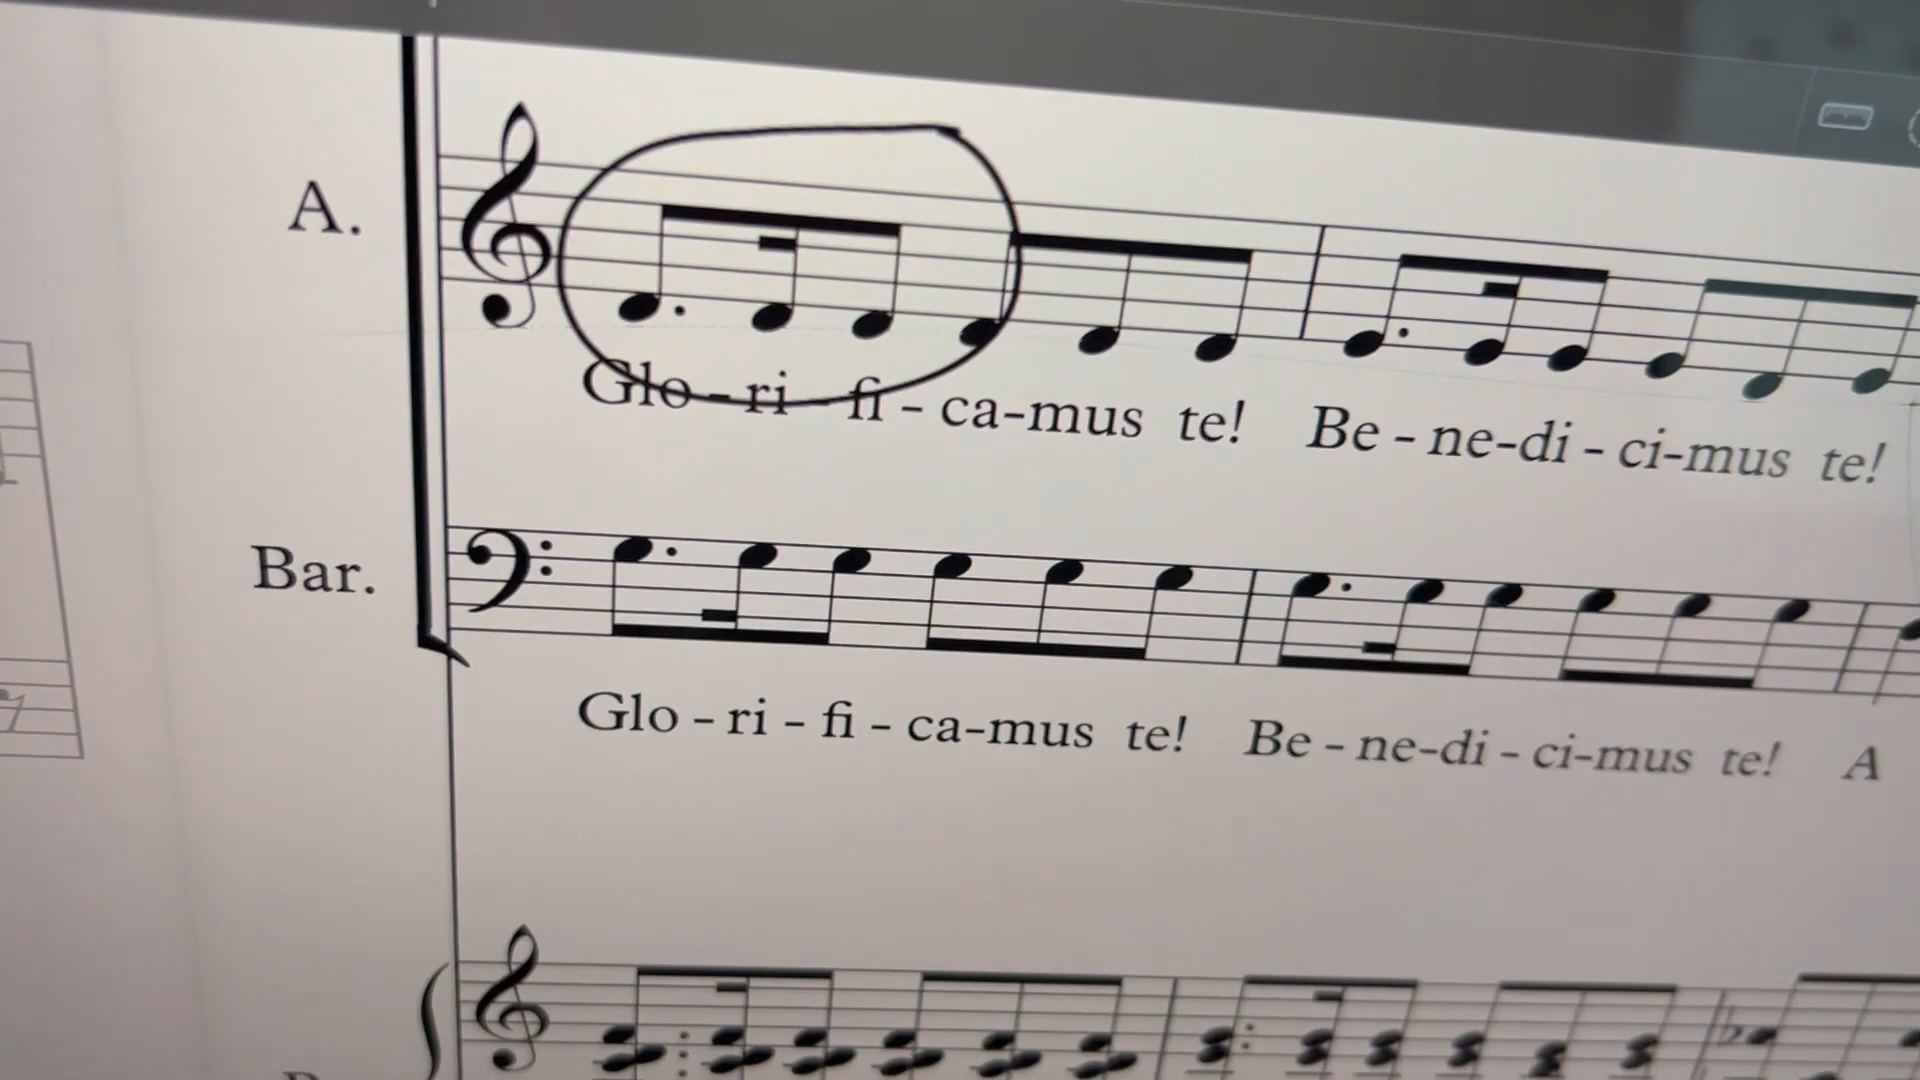 A.
Glo - ri - fi - ca-mus te! Be - ne-di - ci-mus te!
Bar.
Glo - ri - fi - ca-mus te! Be - ne-di - ci-mus te! A